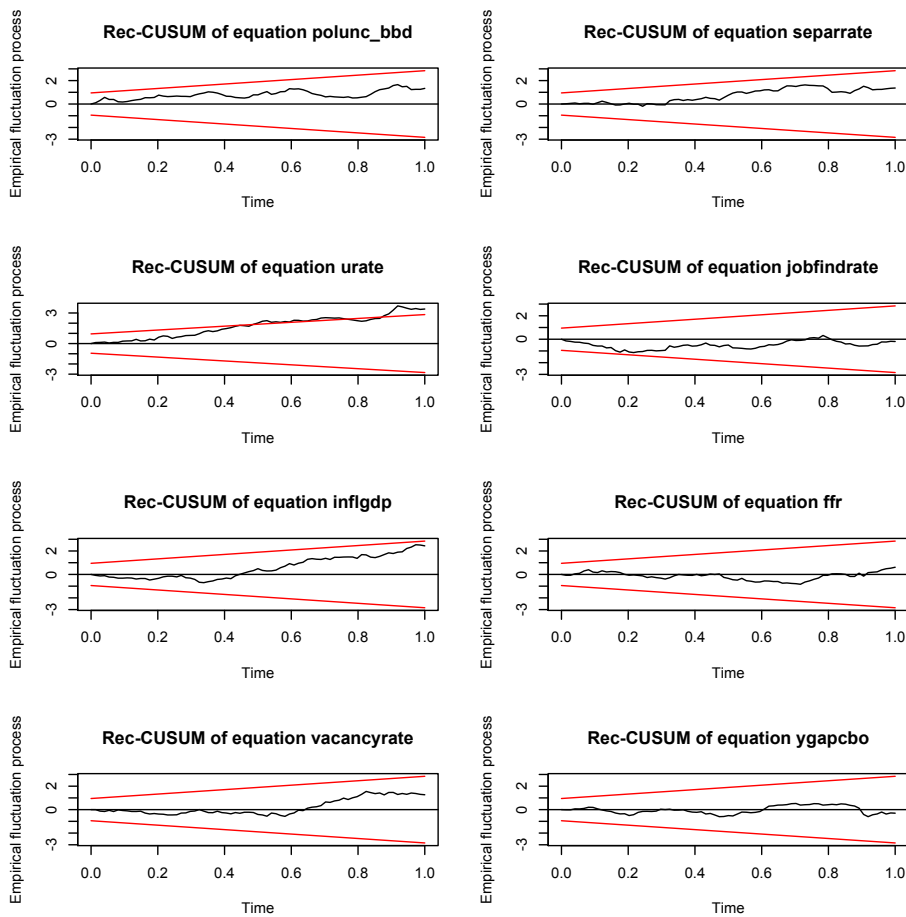 Rec-CUSUM of equation polunc_bbd
Empirical fluctuation process
2
-3
0.0 0.2 0.4 0.6 0.8 1.0
Time
Rec-CUSUM of equation separrate
Empirical fluctuation process
2
0
-3
0.0 0.2 0.4 0.6 0.8 1.0
Time
Rec-CUSUM of equation urate
Empirical fluctuation process
3
0
-3
0.0 0.2 0.4 0.6 0.8 1.0
Time
Rec-CUSUM of equation jobfindrate
Empirical fluctuation process
2
0
-3
0.0 0.2 0.4 0.6 0.8 1.0
Time
Rec-CUSUM of equation inflgdp
Empirical fluctuation process
2
0
-3
0.0 0.2 0.4 0.6 0.8 1.0
Time
Rec-CUSUM of equation ffr
Empirical fluctuation process
2
0
-3
0.0 0.2 0.4 0.6 0.8 1.0
Time
Rec-CUSUM of equation vacancyrate
Empirical fluctuation process
2
0
-3
0.0 0.2 0.4 0.6 0.8 1.0
Time
Rec-CUSUM of equation ygapcbo
Empirical fluctuation process
2
0
-3
0.0 0.2 0.4 0.6 0.8 1.0
Time